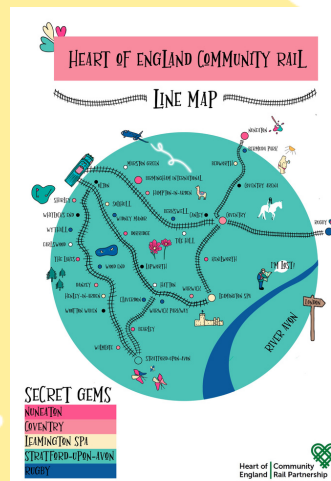 HEART OF ENGLAND COMMUNITY RAIL
LINE MAP
NUNEATON
BERMUDA PARK
MARSTON GREEN
BEDWORTH
BIRMINGHAM INTERNATIONAL
OLTON
COVENTRY ARENA
SOLIHULL
HAMPTON-IN-ARDEN
SHIRLEY
BERKSWELL
WHITLOCKS END
WIDNEY MANOR
CANLEY
COVENTRY
RUGBY
WYTHALL
DORRIDGE
TILE HILL
EARLSWOOD
THE LAKES
WOOD END
LAPWORTH
KENILWORTH
I'M LOST!
DANZEY
HATTON
WARWICK
HENLEY-IN-ARDEN
CLAVERDON
LEAMINGTON SPA
LONDON
WOOTTON WAWEN
WARWICK PARKWAY
BEARLEY
RIVER AVON
WILMCOTE
STRATFORD-UPON-AVON
SECRET GEMS
NUNEATON
COVENTRY
LEAMINGTON SPA
STRATFORD-UPON-AVON
RUGBY
Heart of England
Community Rail Partnership